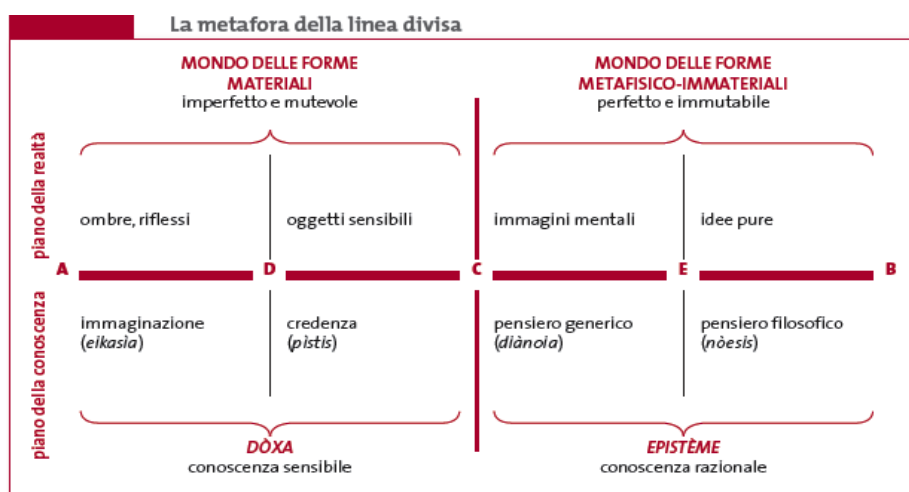 La metafora della linea divisa
MONDO DELLE FORME
MATERIALI
imperfetto e mutevole
MONDO DELLE FORME
METAFISICO-IMMATERIALI
perfetto e immutabile
piano della realtà
ombre, riflessi
oggetti sensibili
immagini mentali
idee pure
A
D
C
E
B
piano della conoscenza
immaginazione
(eikasìa)
credenza
(pìstis)
pensiero generico
(diànoia)
pensiero filosofico
(nòesis)
DÒXA
conoscenza sensibile
EPISTÈME
conoscenza razionale